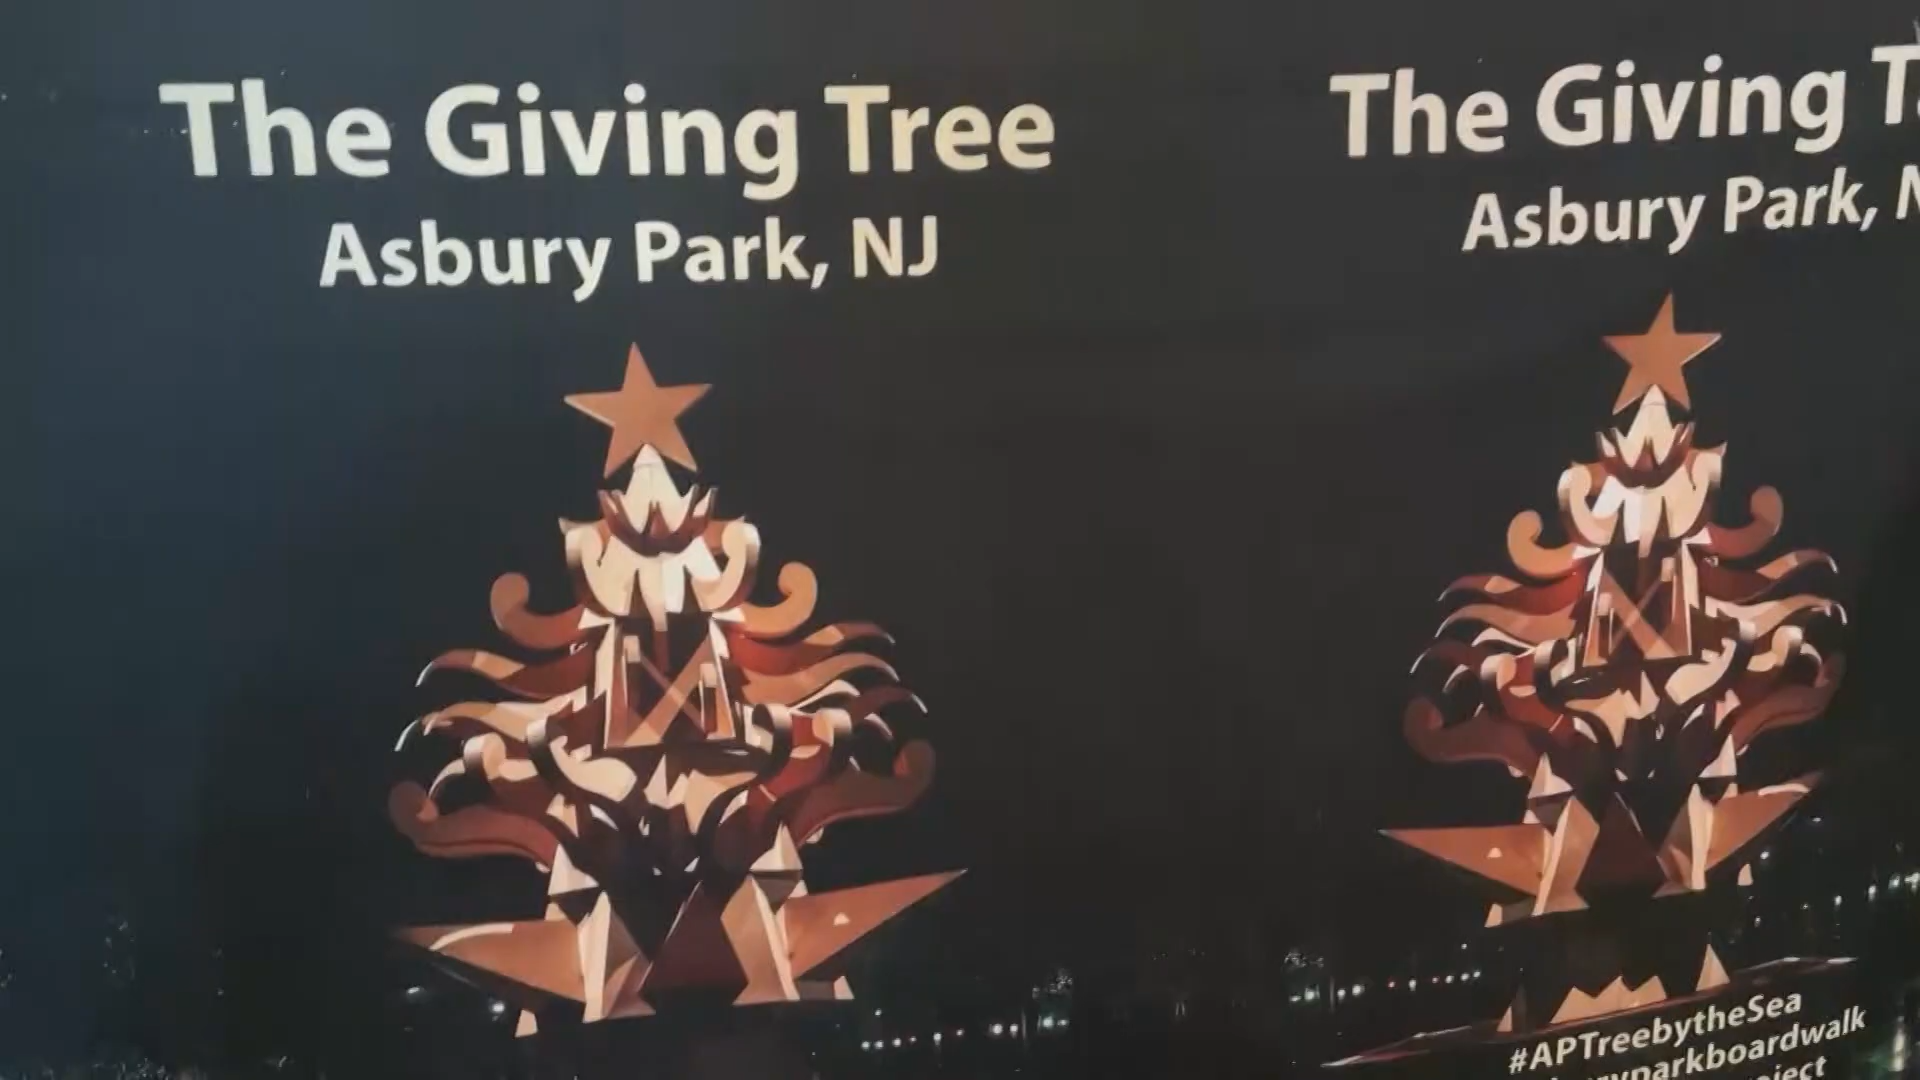 The Giving Tree
Asbury Park, NJ
The Giving
Asbury Park,
#APTreebytheSea